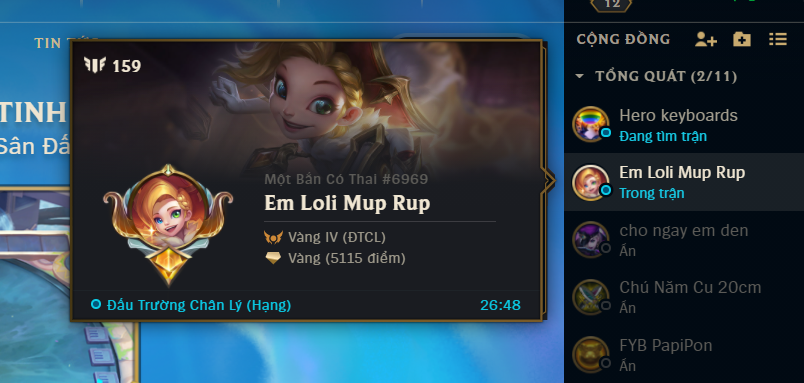 12
TIN TỨC
159
TINH
Sân Đấ
Một Bản Có Thai #6969
Em Loli Mup Rup
Vàng IV (ĐTCL)
Vàng (5115 điểm)
Đấu Trường Chân Lý (Hạng)
26:48
CỘNG ĐỒNG
TỔNG QUÁT (2/11)
Hero keyboards
Đang tìm trận
Em Loli Mup Rup
Trong trận
cho ngay em den
Ẩn
Chú Năm Cu 20cm
Ẩn
FYB PapiPon
Ẩn